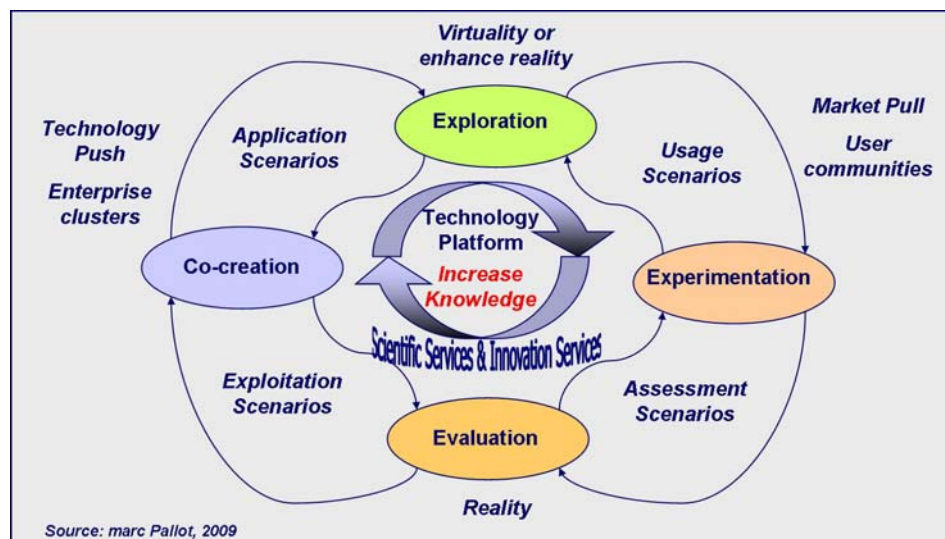 Virtuality or
enhance reality
Exploration
Market Pull
User
communities
Technology
Push
Enterprise
clusters
Application
Scenarios
Usage
Scenarios
Technology
Platform
Increase
Knowledge
Co-creation
Experimentation
Scientific Services & Innovation Services
Exploitation
Scenarios
Assessment
Scenarios
Evaluation
Reality
Source: marc Pallot, 2009